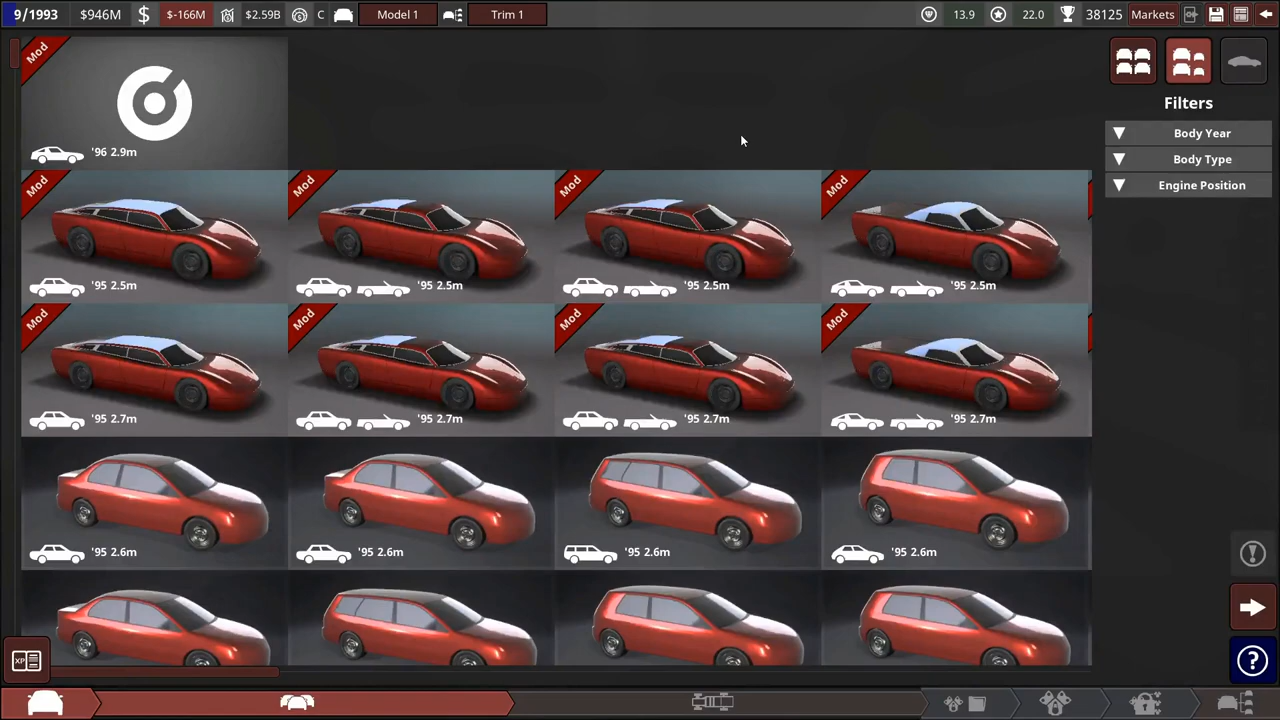 9/1993 $ $946M $-166M $2.59B C Model 1 Trim 1 13.9 22.0 38125 Markets
Mod
'96 2.9m
Filters
Body Year
Body Type
Engine Position
Mod Mod Mod Mod
'95 2.5m '95 2.5m '95 2.5m '95 2.5m
Mod Mod Mod Mod
'95 2.7m '95 2.7m '95 2.7m '95 2.7m
'95 2.6m '95 2.6m '95 2.6m '95 2.6m
XP
?